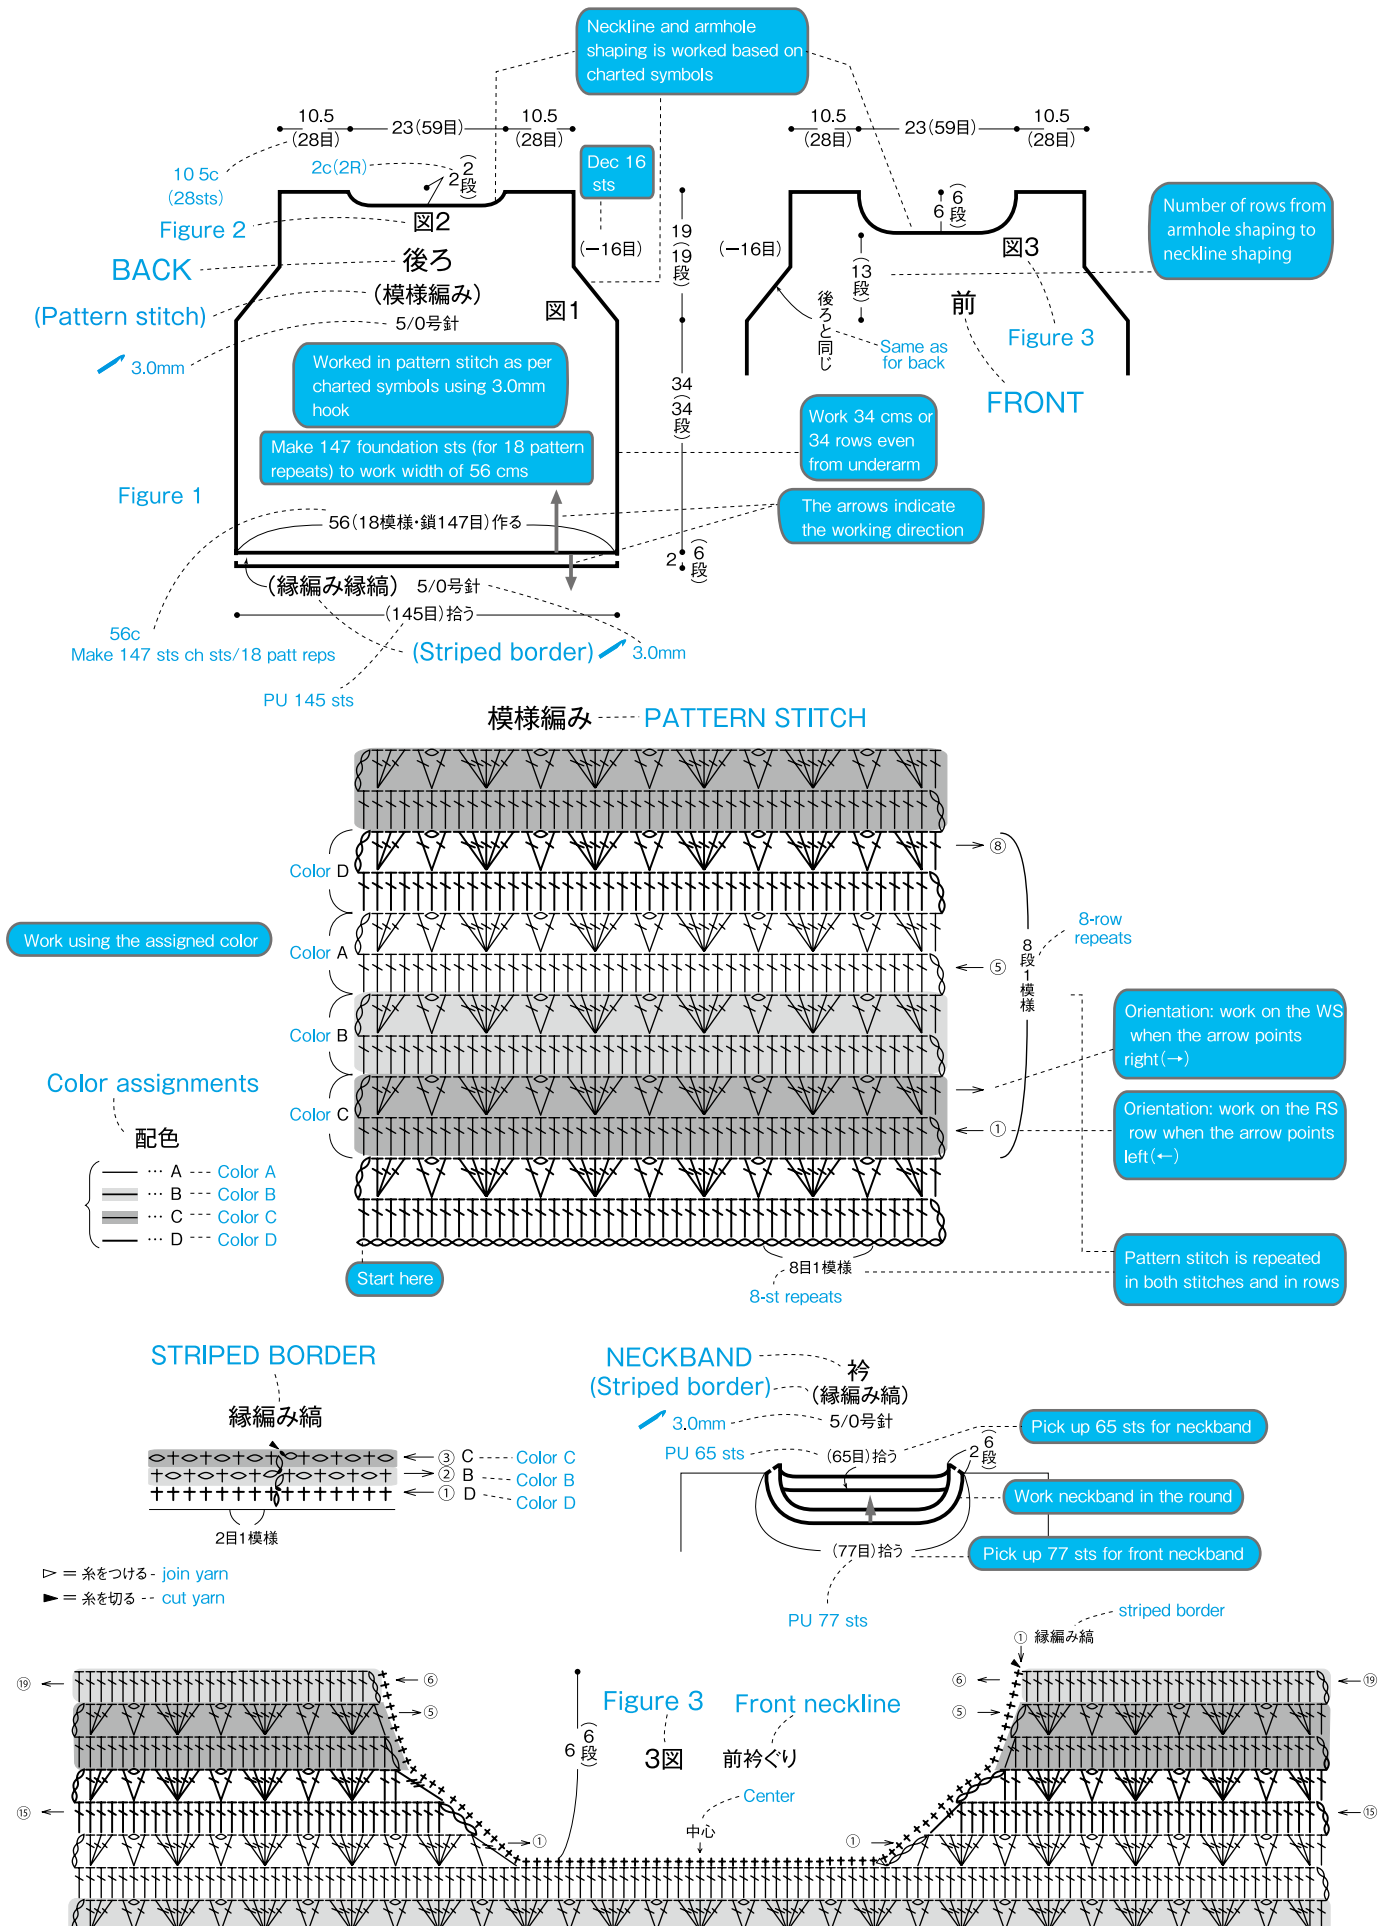 Neckline and armhole
shaping is worked based on
charted symbols
10.5
(28目)
23(59目)
10.5
(28目)
10.5
(28目)
23(59目)
10.5
(28目)
10 5c
(28sts)
2c(2R)
2(2段)
Dec 16
sts
Figure 2
図2
BACK
後ろ
(Pattern stitch)
(模様編み)
5/0号針
3.0mm
図1
(−16目)
19(19段)
(−16目)
6(6段)
図3
(13段)
前
後ろと同じ
Same as
for back
Figure 3
FRONT
Number of rows from
armhole shaping to
neckline shaping
Worked in pattern stitch as per
charted symbols using 3.0mm
hook
Make 147 foundation sts (for 18 pattern
repeats) to work width of 56 cms
34(34段)
Work 34 cms or
34 rows even
from underarm
Figure 1
The arrows indicate
the working direction
56(18模様・鎖147目)作る
2(6段)
(縁編み縁縞)
5/0号針
(145目)拾う
56c
Make 147 sts ch sts/18 patt reps
(Striped border)
3.0mm
PU 145 sts
模様編み
PATTERN STITCH
Color D
Color A
Color B
Color C
⑧
⑤
①
8段1模様
8-row
repeats
Work using the assigned color
Orientation: work on the WS
when the arrow points
right(→)
Orientation: work on the RS
row when the arrow points
left(←)
Color assignments
配色
… A
Color A
… B
Color B
… C
Color C
… D
Color D
Start here
8目1模様
8-st repeats
Pattern stitch is repeated
in both stitches and in rows
STRIPED BORDER
縁編み縞
③ C
Color C
② B
Color B
① D
Color D
2目1模様
▷ = 糸をつける
join yarn
▶ = 糸を切る
cut yarn
NECKBAND
衿
(Striped border)
(縁編み縞)
3.0mm
5/0号針
PU 65 sts
(65目)拾う
2(6段)
Pick up 65 sts for neckband
Work neckband in the round
(77目)拾う
Pick up 77 sts for front neckband
PU 77 sts
striped border
① 縁編み縞
⑲
⑥
⑤
⑮
①
6(6段)
Figure 3
Front neckline
3図
前衿ぐり
Center
中心
⑥
⑤
①
⑲
⑮